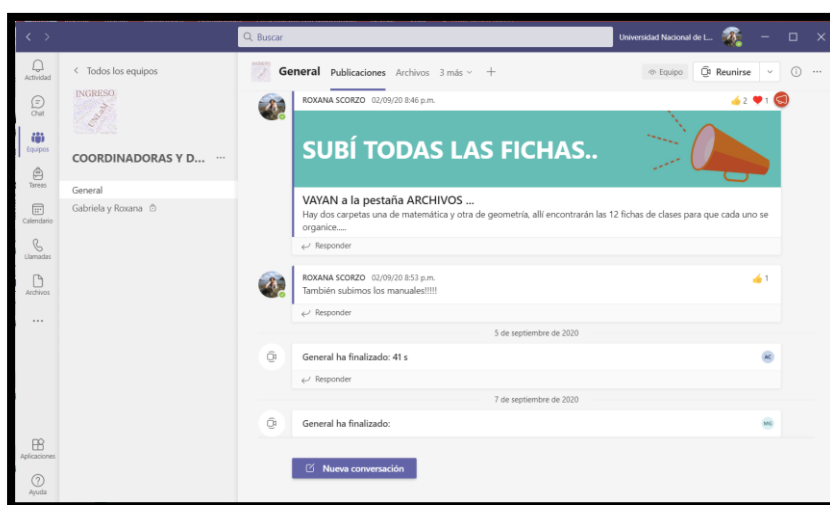 Buscar
Universidad Nacional de L...
Actividad
Chat
Equipos
Tareas
Calendario
Llamadas
Archivos
Aplicaciones
Ayuda
Todos los equipos
INGRESO
UNLaM
COORDINADORAS Y D... ...
General
Gabriela y Roxana
General Publicaciones Archivos 3 más
Equipo
Reunirse
ROXANA SCORZO 02/09/20 8:46 p.m.
2 1
SUBÍ TODAS LAS FICHAS..
VAYAN a la pestaña ARCHIVOS ...
Hay dos carpetas una de matemática y otra de geometría, allí encontrarán las 12 fichas de clases para que cada uno se
organice.....
Responder
ROXANA SCORZO 02/09/20 8:53 p.m.
1
También subimos los manuales!!!!!
Responder
5 de septiembre de 2020
General ha finalizado: 41 s
AC
Responder
7 de septiembre de 2020
General ha finalizado:
MG
Nueva conversación